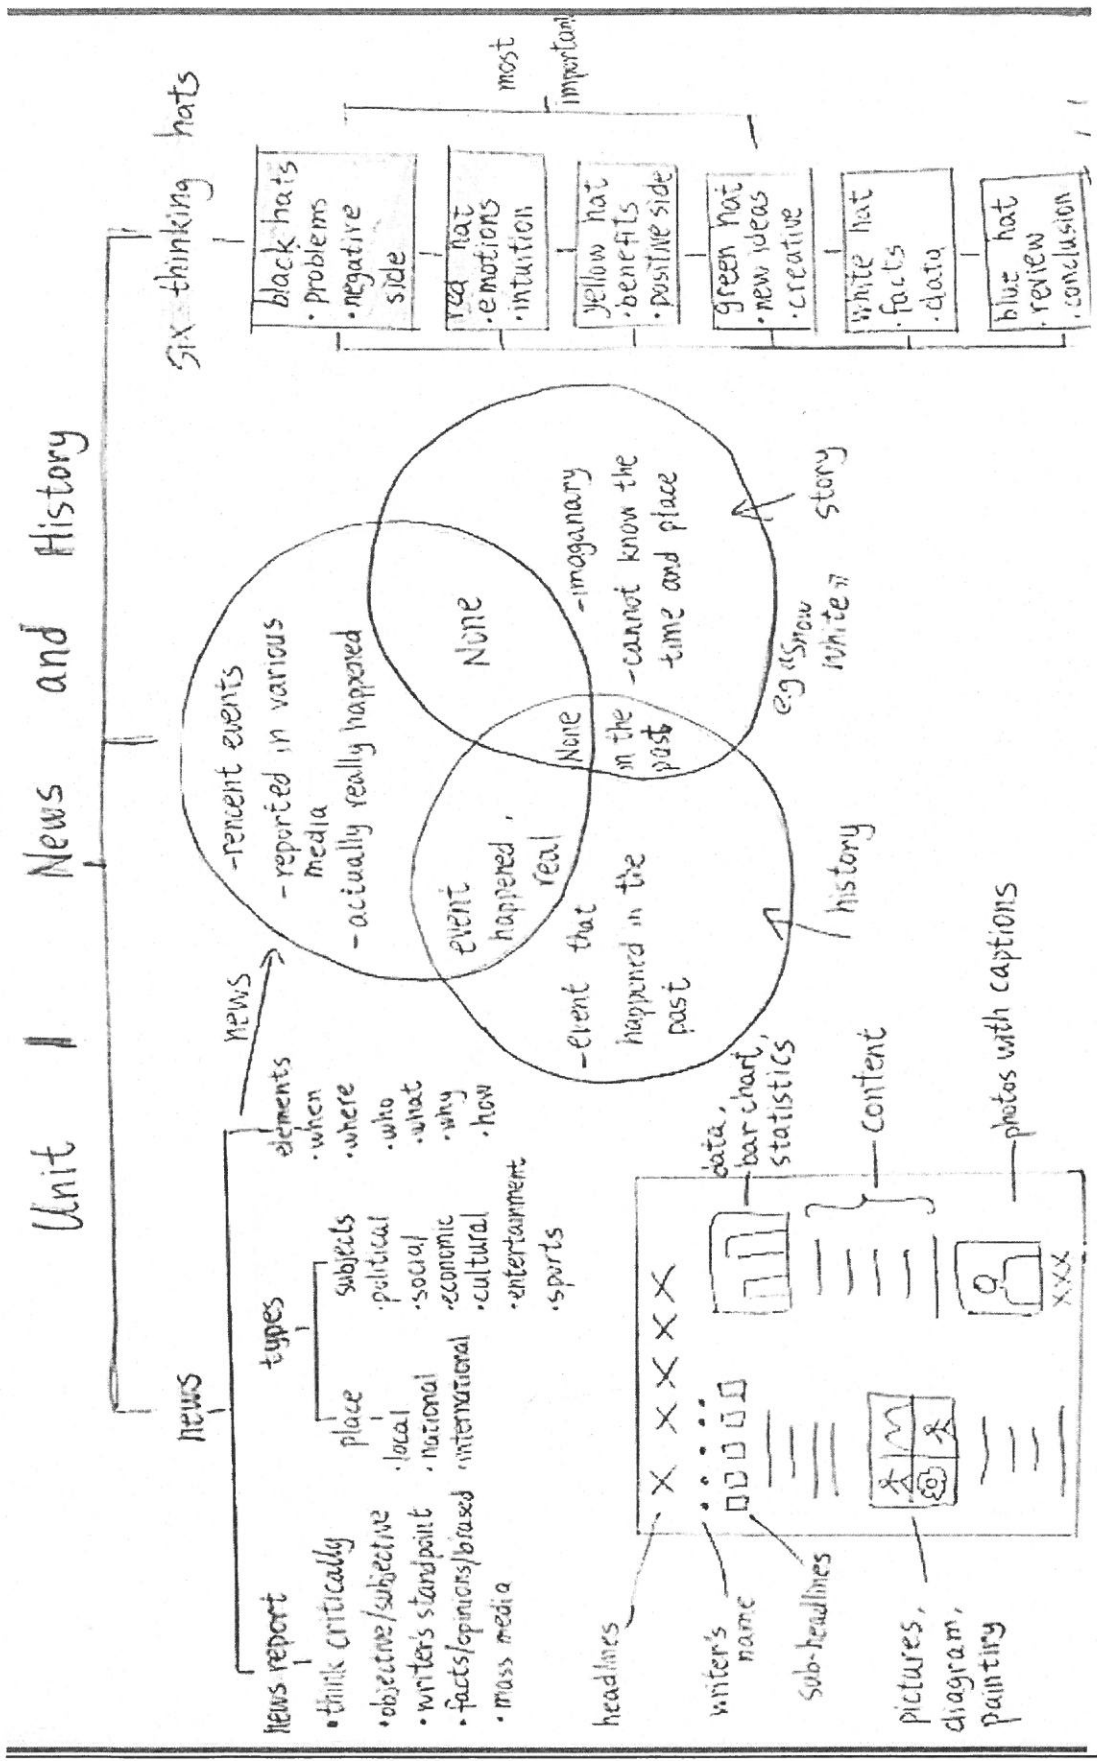 Unit 1 News and History
news
news report
• think critically
• objective/subjective
• writer's standpoint
• facts/opinions/biased
• mass media
types
place
• local
• national
• international
subjects
• political
• social
• economic
• cultural
• entertainment
• sports
elements
• when
• where
• who
• what
• why
• how
headlines
writer's
name
sub-headlines
pictures,
diagram,
painting
X X X X X X
data,
bar chart,
statistics
content
photos with captions
XXX
news
- rencent events
- reported in various
media
- actually really happened
event
happened,
real
None
None
in the
past
- event that
happened in the
past
history
- imaganary
- cannot know the
time and place
story
e.g "Snow
White"
six thinking hats
black hats
• problems
• negative
side
red hat
• emotions
• intuition
yellow hat
• benefits
• positive side
green hat
• new ideas
• creative
white hat
• facts
• data
blue hat
• review
• conclusion
most
important